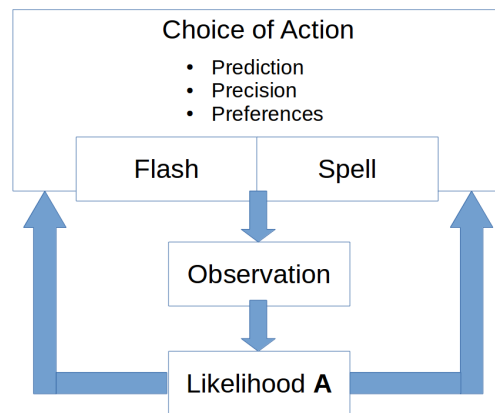 Choice of Action
• Prediction
• Precision
• Preferences
Flash
Spell
Observation
Likelihood A